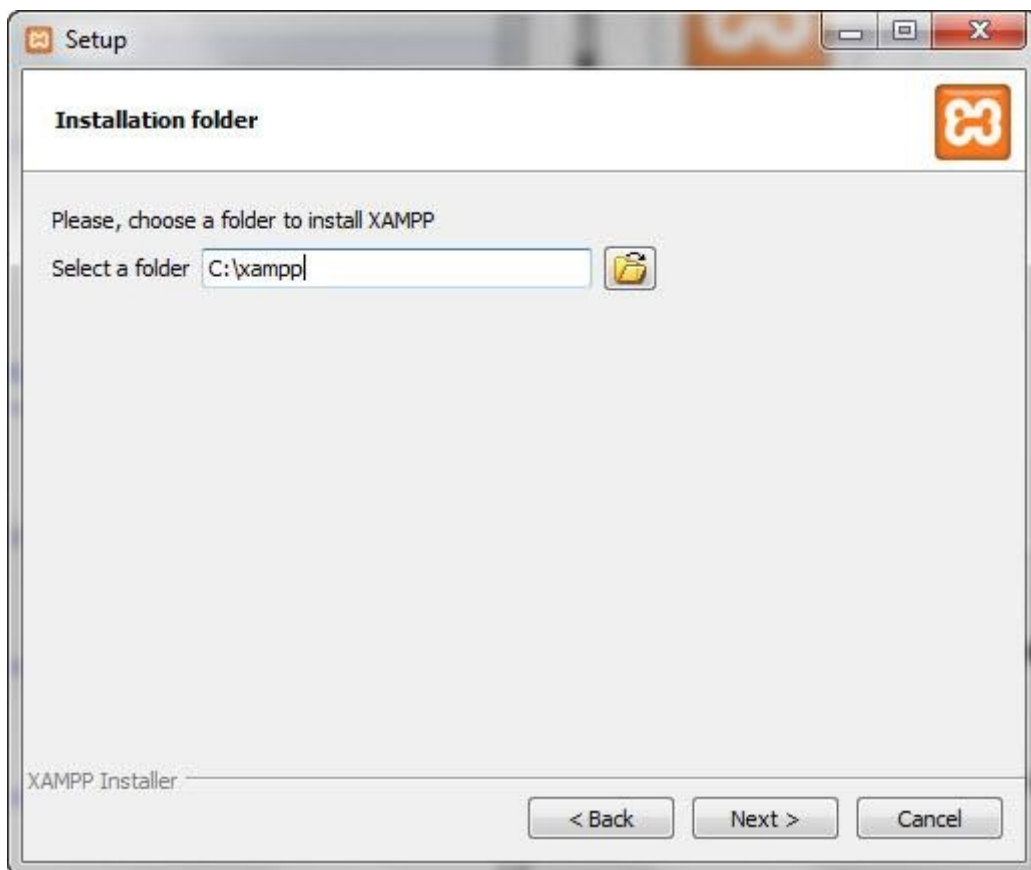 Setup
Installation folder
Please, choose a folder to install XAMPP
Select a folder C:\xampp
XAMPP Installer
< Back Next > Cancel